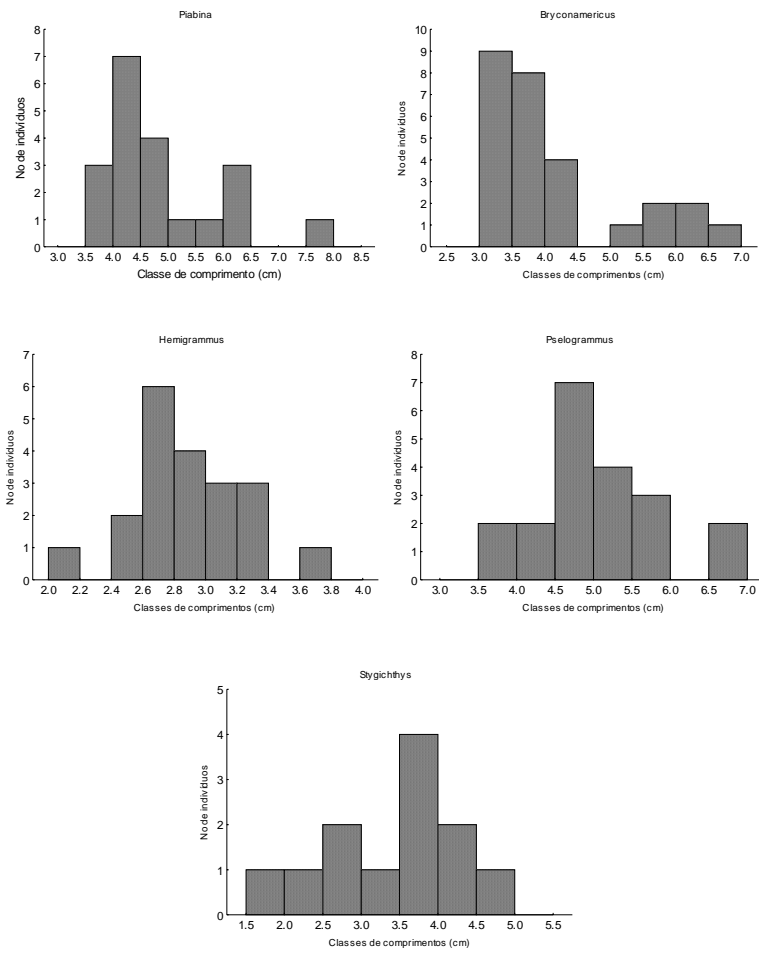 Piabina
8
7
6
5
4
3
2
1
0
No de indivíduos
3.0 3.5 4.0 4.5 5.0 5.5 6.0 6.5 7.0 7.5 8.0 8.5
Classe de comprimento (cm)
Bryconamericus
10
9
8
7
6
5
4
3
2
1
0
No de indivíduos
2.5 3.0 3.5 4.0 4.5 5.0 5.5 6.0 6.5 7.0
Classes de comprimentos (cm)
Hemigrammus
7
6
5
4
3
2
1
0
No de indivíduos
2.0 2.2 2.4 2.6 2.8 3.0 3.2 3.4 3.6 3.8 4.0
Classes de comprimentos (cm)
Pselogrammus
8
7
6
5
4
3
2
1
0
No de indivíduos
3.0 3.5 4.0 4.5 5.0 5.5 6.0 6.5 7.0
Classes de comprimentos (cm)
Stygichthys
5
4
3
2
1
0
No de indivíduos
1.5 2.0 2.5 3.0 3.5 4.0 4.5 5.0 5.5
Classes de comprimentos (cm)